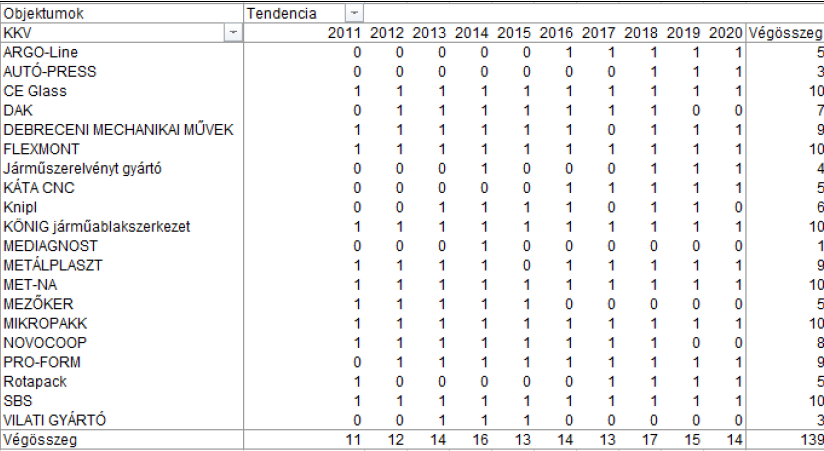 Objektumok Tendencia
KKV 2011 2012 2013 2014 2015 2016 2017 2018 2019 2020 Végösszeg
ARGO-Line 0 0 0 0 0 1 1 1 1 1 5
AUTÓ-PRESS 0 0 0 0 0 0 0 1 1 1 3
CE Glass 1 1 1 1 1 1 1 1 1 1 10
DAK 0 1 1 1 1 1 1 1 0 0 7
DEBRECENI MECHANIKAI MŰVEK 1 1 1 1 1 1 0 1 1 1 9
FLEXMONT 1 1 1 1 1 1 1 1 1 1 10
Járműszerelvényt gyártó 0 0 0 1 0 0 0 1 1 1 4
KÁTA CNC 0 0 0 0 0 1 1 1 1 1 5
Knipl 0 0 1 1 1 1 0 1 1 0 6
KÖNIG járműablakszerkezet 1 1 1 1 1 1 1 1 1 1 10
MEDIAGNOST 0 0 0 1 0 0 0 0 0 0 1
METÁLPLASZT 1 1 1 1 0 1 1 1 1 1 9
MET-NA 1 1 1 1 1 1 1 1 1 1 10
MEZŐKER 1 1 1 1 1 0 0 0 0 0 5
MIKROPAKK 1 1 1 1 1 1 1 1 1 1 10
NOVOCOOP 1 1 1 1 1 1 1 1 0 0 8
PRO-FORM 0 1 1 1 1 1 1 1 1 1 9
Rotapack 1 0 0 0 0 0 1 1 1 1 5
SBS 1 1 1 1 1 1 1 1 1 1 10
VILATI GYÁRTÓ 0 0 1 1 1 0 0 0 0 0 3
Végösszeg 11 12 14 16 13 14 13 17 15 14 139